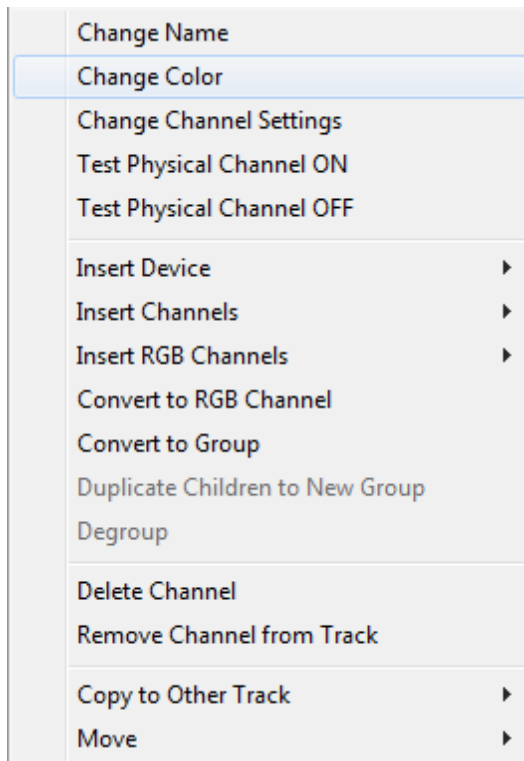 Change Name
Change Color
Change Channel Settings
Test Physical Channel ON
Test Physical Channel OFF
Insert Device
Insert Channels
Insert RGB Channels
Convert to RGB Channel
Convert to Group
Duplicate Children to New Group
Degroup
Delete Channel
Remove Channel from Track
Copy to Other Track
Move